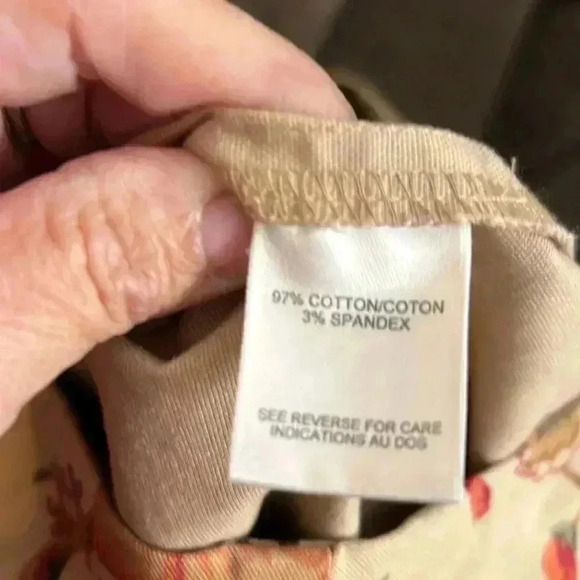 97% COTTON/COTON
3% SPANDEX
SEE REVERSE FOR CARE
INDICATIONS AU DOS